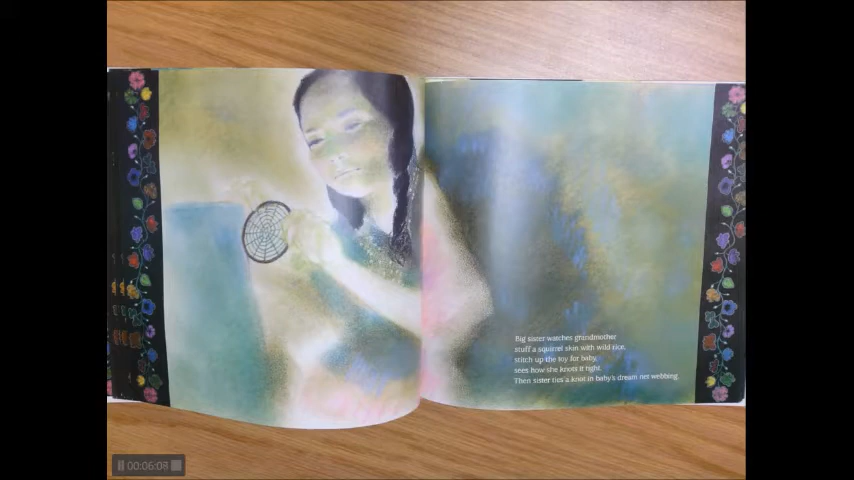 Big sister watches grandmother
stuff a squirrel skin with wild rice,
stitch up the toy for baby,
sees how she knots it tight.
Then sister ties a knot in baby's dream net webbing.
00:06:08